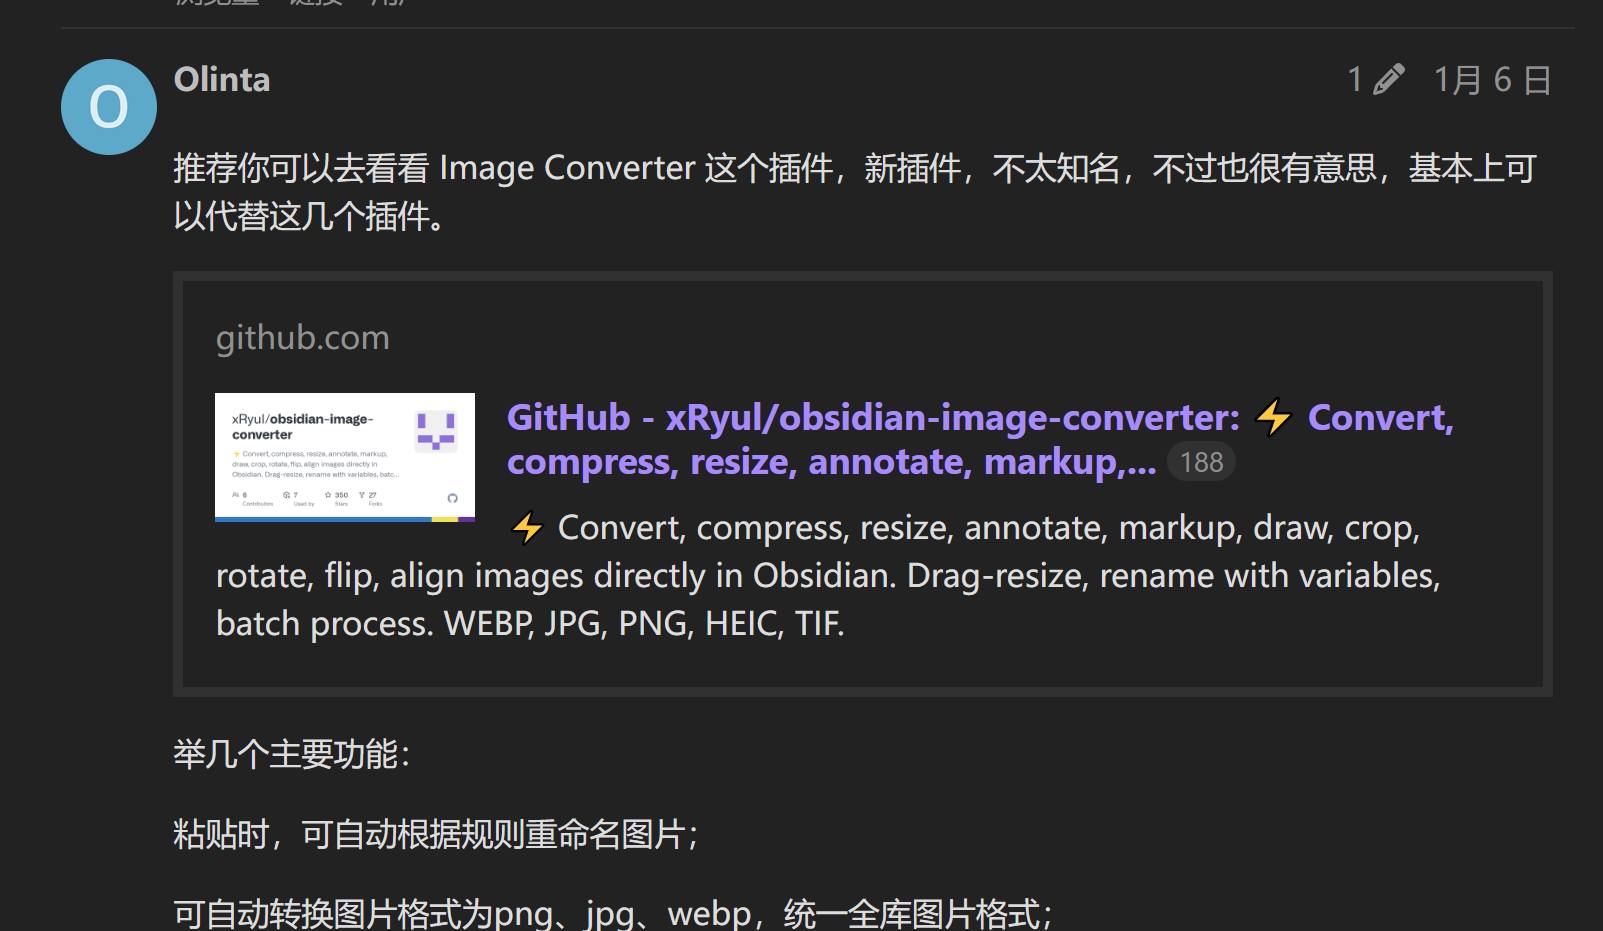 浏览量 链接 用户
Olinta
1 1月 6 日
O
推荐你可以去看看 Image Converter 这个插件，新插件，不太知名，不过也很有意思，基本上可
以代替这几个插件。
github.com
xRyul/obsidian-image-
converter
⚡ Convert, compress, resize, annotate, markup,
draw, crop, rotate, flip, align images directly in
Obsidian. Drag-resize, rename with variables, batc...
6 7 350 27
Contributors Used by Stars Forks
GitHub - xRyul/obsidian-image-converter: ⚡ Convert,
compress, resize, annotate, markup,... 188
⚡ Convert, compress, resize, annotate, markup, draw, crop,
rotate, flip, align images directly in Obsidian. Drag-resize, rename with variables,
batch process. WEBP, JPG, PNG, HEIC, TIF.
举几个主要功能：
粘贴时，可自动根据规则重命名图片；
可自动转换图片格式为png、jpg、webp，统一全库图片格式；